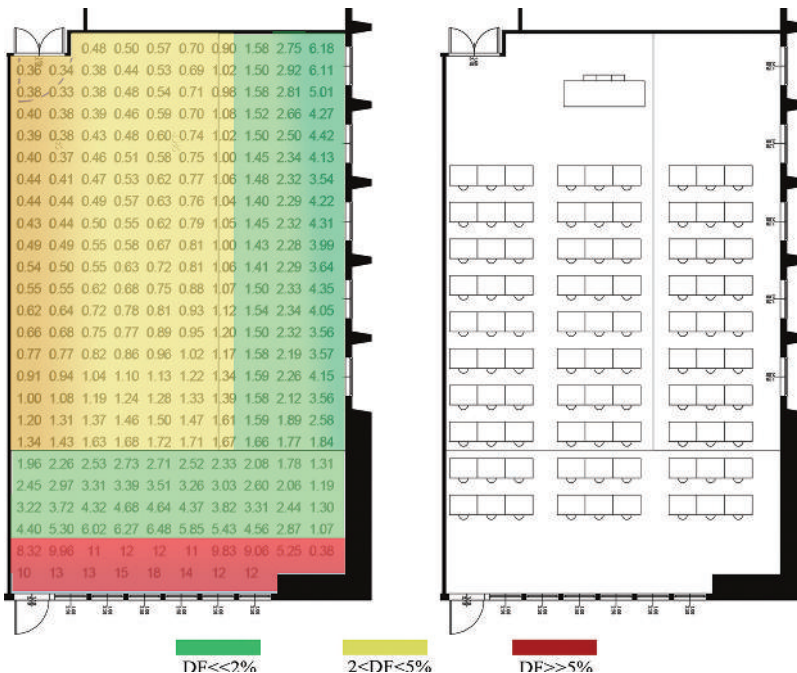 0.48 0.50 0.57 0.70 0.90 1.58 2.75 6.18
0.36 0.34 0.38 0.44 0.53 0.69 1.02 1.50 2.92 6.11
0.38 0.33 0.38 0.48 0.54 0.71 0.98 1.58 2.81 5.01
0.40 0.38 0.39 0.46 0.59 0.70 1.08 1.52 2.66 4.27
0.39 0.38 0.43 0.48 0.60 0.74 1.02 1.50 2.50 4.42
0.40 0.37 0.46 0.51 0.58 0.75 1.00 1.45 2.34 4.13
0.44 0.41 0.47 0.53 0.62 0.77 1.06 1.48 2.32 3.54
0.44 0.44 0.49 0.57 0.63 0.76 1.04 1.40 2.29 4.22
0.43 0.44 0.50 0.55 0.62 0.79 1.05 1.45 2.32 4.31
0.49 0.49 0.55 0.58 0.67 0.81 1.00 1.43 2.28 3.99
0.54 0.50 0.55 0.63 0.72 0.81 1.06 1.41 2.29 3.64
0.55 0.55 0.62 0.68 0.75 0.88 1.07 1.50 2.33 4.35
0.62 0.64 0.72 0.78 0.81 0.93 1.12 1.54 2.34 4.05
0.66 0.68 0.75 0.77 0.89 0.95 1.20 1.50 2.32 3.56
0.77 0.77 0.82 0.86 0.96 1.02 1.17 1.58 2.19 3.57
0.91 0.94 1.04 1.10 1.13 1.22 1.34 1.59 2.26 4.15
1.00 1.08 1.19 1.24 1.28 1.33 1.39 1.58 2.12 3.56
1.20 1.31 1.37 1.46 1.50 1.47 1.61 1.59 1.89 2.58
1.34 1.43 1.63 1.68 1.72 1.71 1.67 1.66 1.77 1.84
1.96 2.26 2.53 2.73 2.71 2.52 2.33 2.08 1.78 1.31
2.45 2.97 3.31 3.39 3.51 3.26 3.03 2.60 2.06 1.19
3.22 3.72 4.32 4.68 4.64 4.37 3.82 3.31 2.44 1.30
4.40 5.30 6.02 6.27 6.48 5.85 5.43 4.56 2.87 1.07
8.32 9.96 11 12 12 11 9.83 9.06 5.25 0.38
10 13 13 15 18 14 12 12
DF<<2% 2<DF<5% DF>>5%